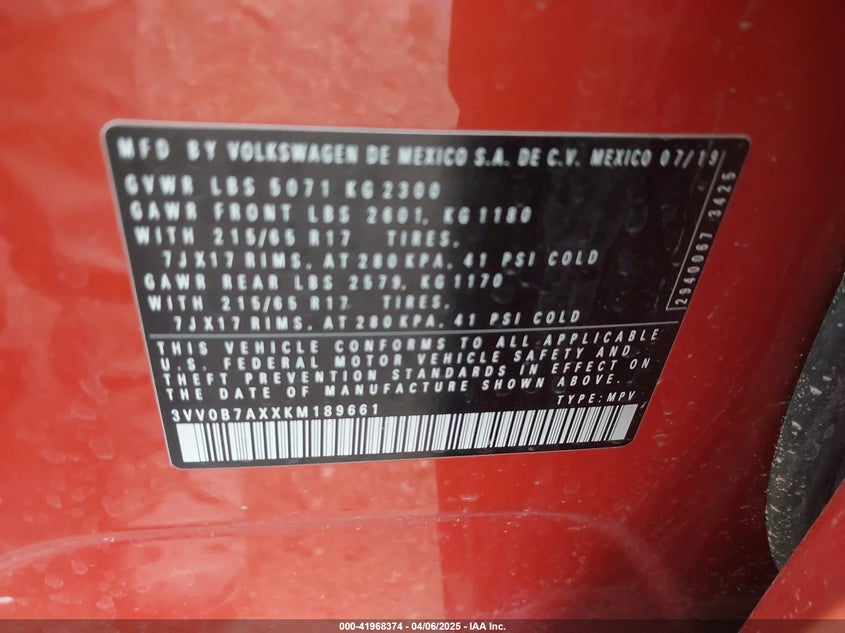 MFD BY VOLKSWAGEN DE MEXICO S.A. DE C.V. MEXICO 07/19
GVWR LBS 5071 KG2300
GAWR FRONT LBS 2601, KG1180
WITH 215/65 R17 TIRES,
7JX17 RIMS, AT 280KPA, 41 PSI COLD
GAWR REAR LBS 2579, KG1170
WITH 215/65 R17 TIRES,
7JX17 RIMS, AT 280KPA, 41 PSI COLD
2940067 3425
THIS VEHICLE CONFORMS TO ALL APPLICABLE
U.S. FEDERAL MOTOR VEHICLE SAFETY AND
THEFT PREVENTION STANDARDS IN EFFECT ON
THE DATE OF MANUFACTURE SHOWN ABOVE.
3VV0B7AXXKM189661 TYPE: MPV
000-41968374 | 04/06/2025 | IAA Inc.